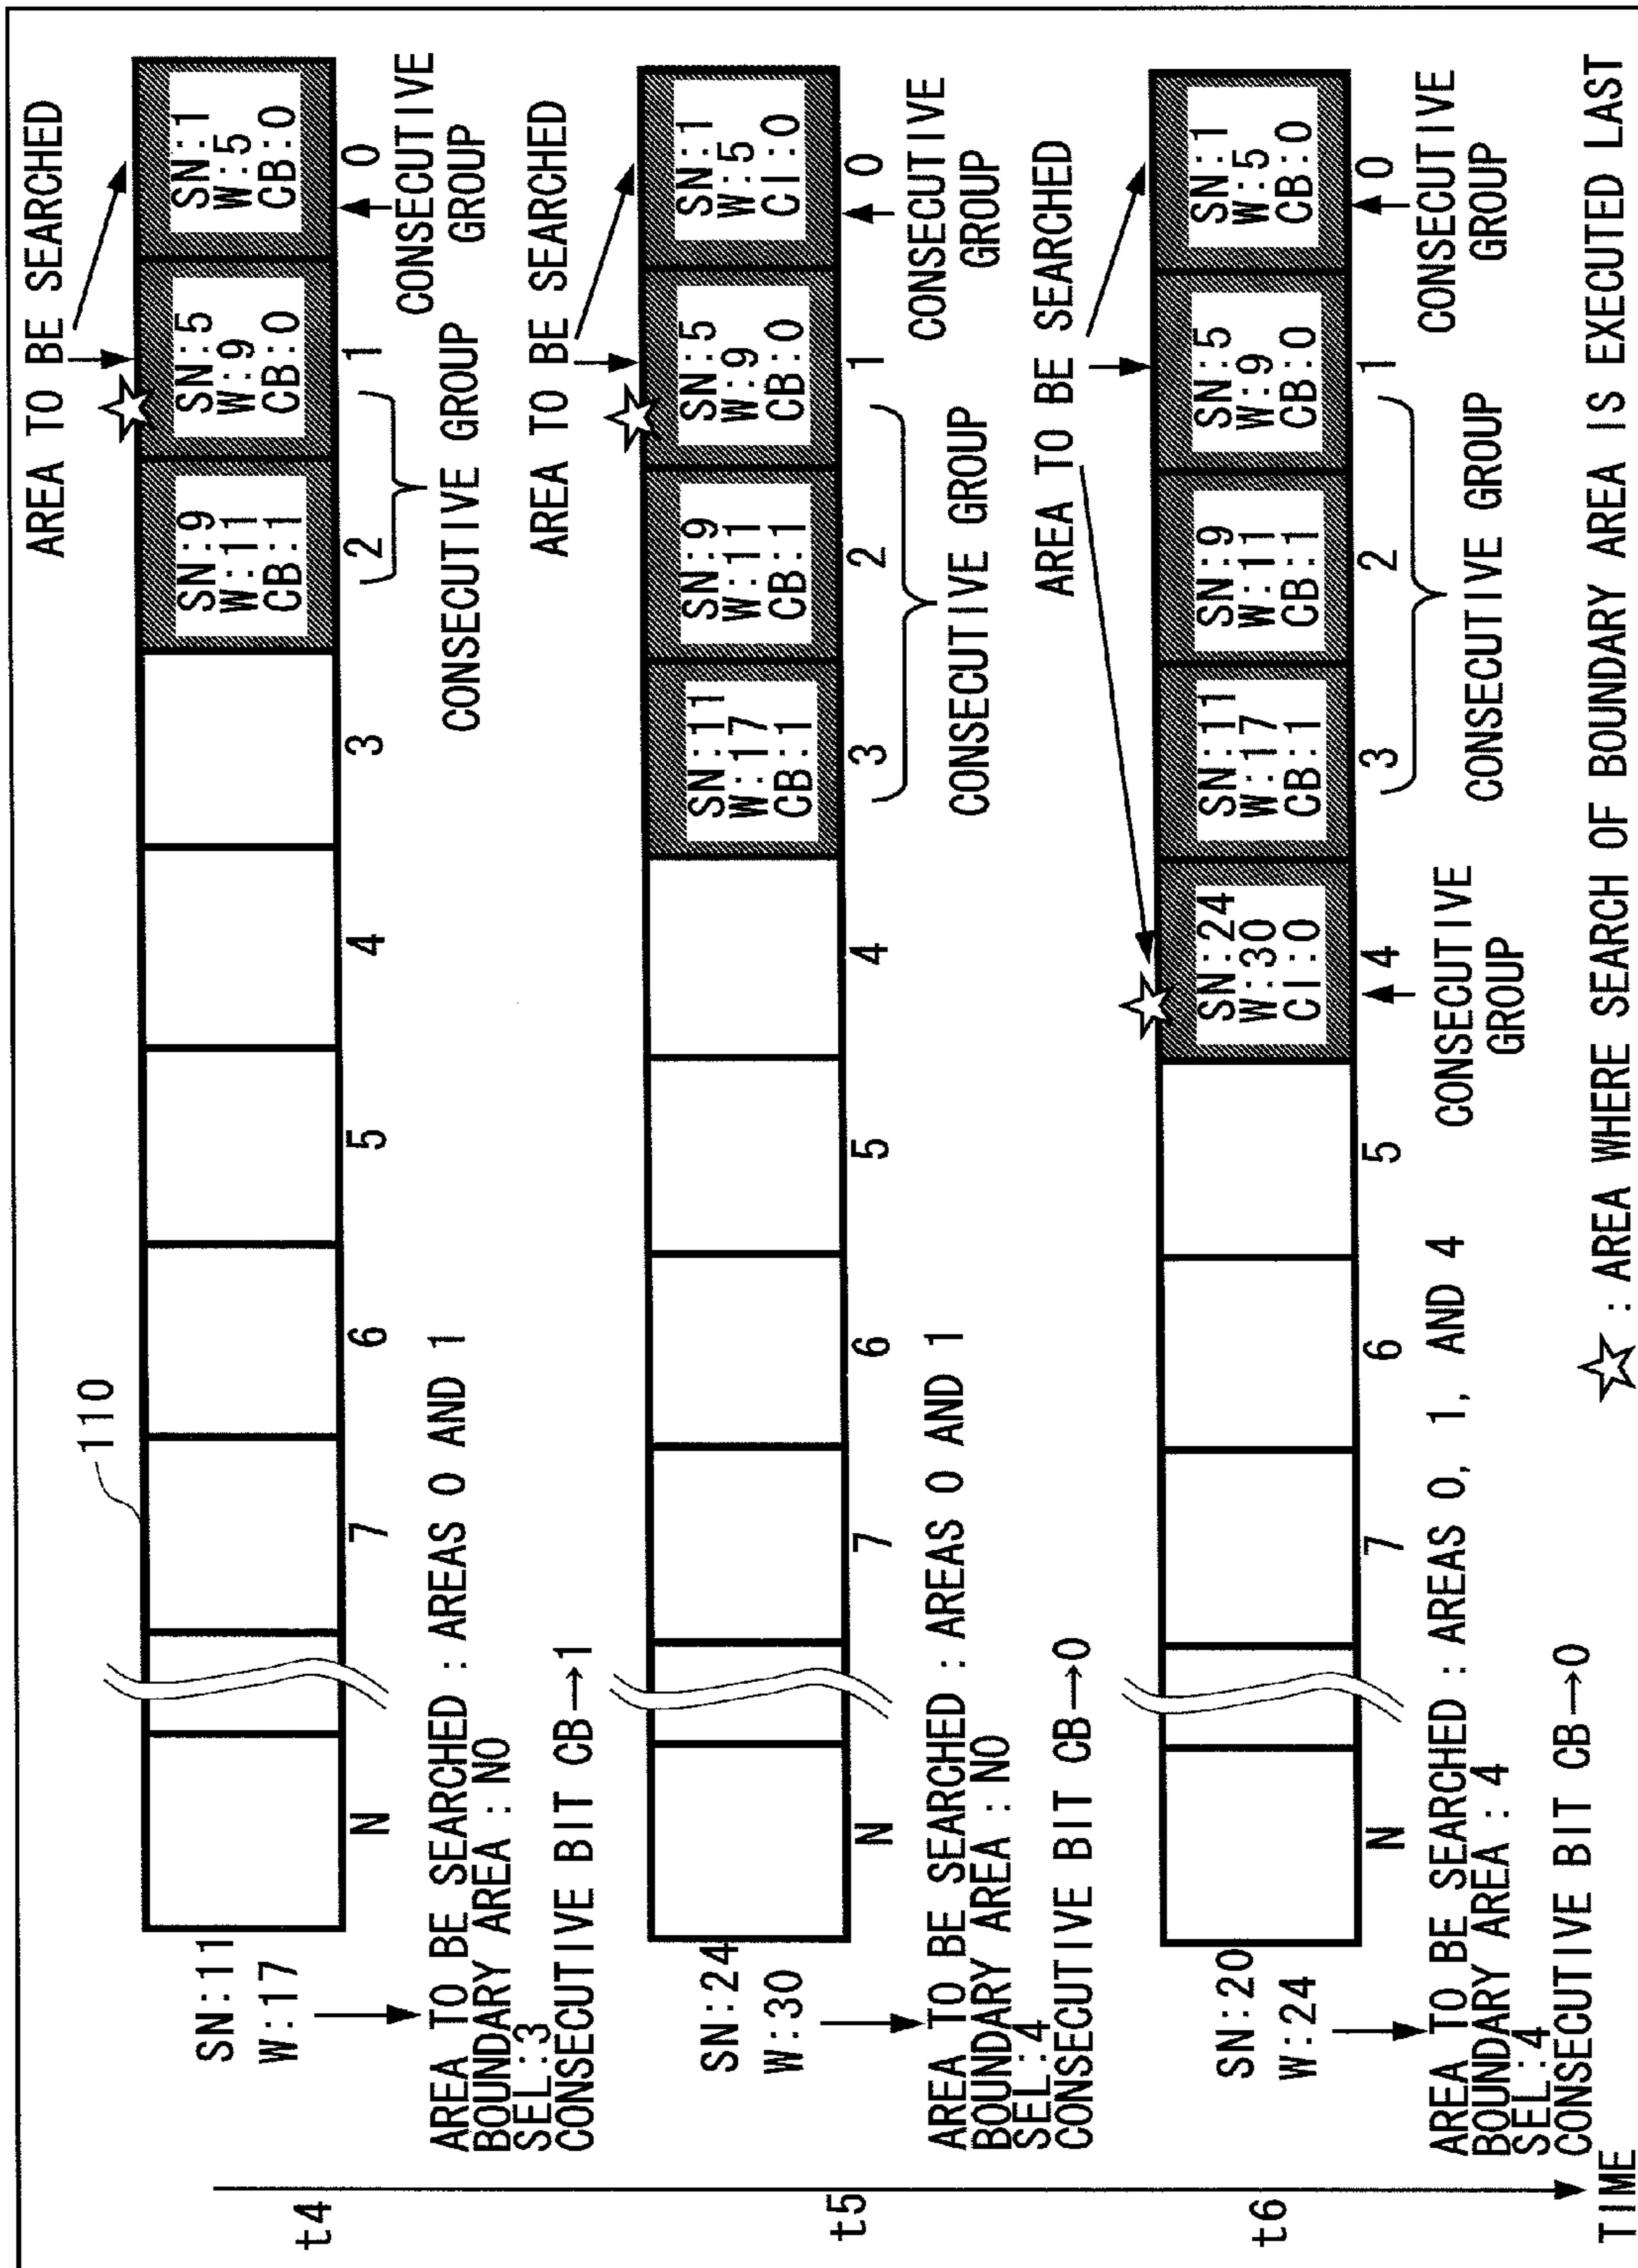 AREA TO BE SEARCHED
110
SN:11
W:17
SN:9
W:11
CB:1
SN:5
W:9
CB:0
SN:1
W:5
CB:0
t4
N
7
6
5
4
3
2
1
0
CONSECUTIVE GROUP
CONSECUTIVE
GROUP
AREA TO BE SEARCHED : AREAS 0 AND 1
BOUNDARY AREA : NO
SEL:3
CONSECUTIVE BIT CB→1
AREA TO BE SEARCHED
SN:24
W:30
SN:11
W:17
CB:1
SN:9
W:11
CB:1
SN:5
W:9
CB:0
SN:1
W:5
CI:0
t5
N
7
6
5
4
3
2
1
0
CONSECUTIVE GROUP
CONSECUTIVE
GROUP
AREA TO BE SEARCHED : AREAS 0 AND 1
BOUNDARY AREA : NO
SEL:4
CONSECUTIVE BIT CB→0
AREA TO BE SEARCHED
SN:20
W:24
SN:24
W:30
CI:0
SN:11
W:17
CB:1
SN:9
W:11
CB:1
SN:5
W:9
CB:0
SN:1
W:5
CB:0
t6
N
7
6
5
4
3
2
1
0
CONSECUTIVE
GROUP
CONSECUTIVE GROUP
CONSECUTIVE
GROUP
AREA TO BE SEARCHED : AREAS 0, 1, AND 4
BOUNDARY AREA : 4
SEL:4
CONSECUTIVE BIT CB→0
TIME
☆ : AREA WHERE SEARCH OF BOUNDARY AREA IS EXECUTED LAST